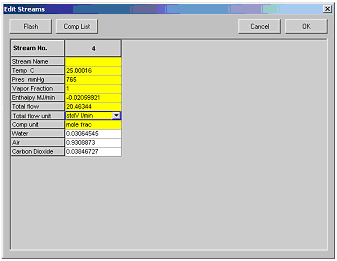 Edit Streams
Flash Comp List Cancel OK
Stream No. 4
Stream Name
Temp C 25.00016
Pres mmHg 765
Vapor Fraction 1
Enthalpy MJ/min -0.02059921
Total flow 20.46344
Total flow unit stdV l/min
Comp unit mole frac
Water 0.03064545
Air 0.9308873
Carbon Dioxide 0.03846727